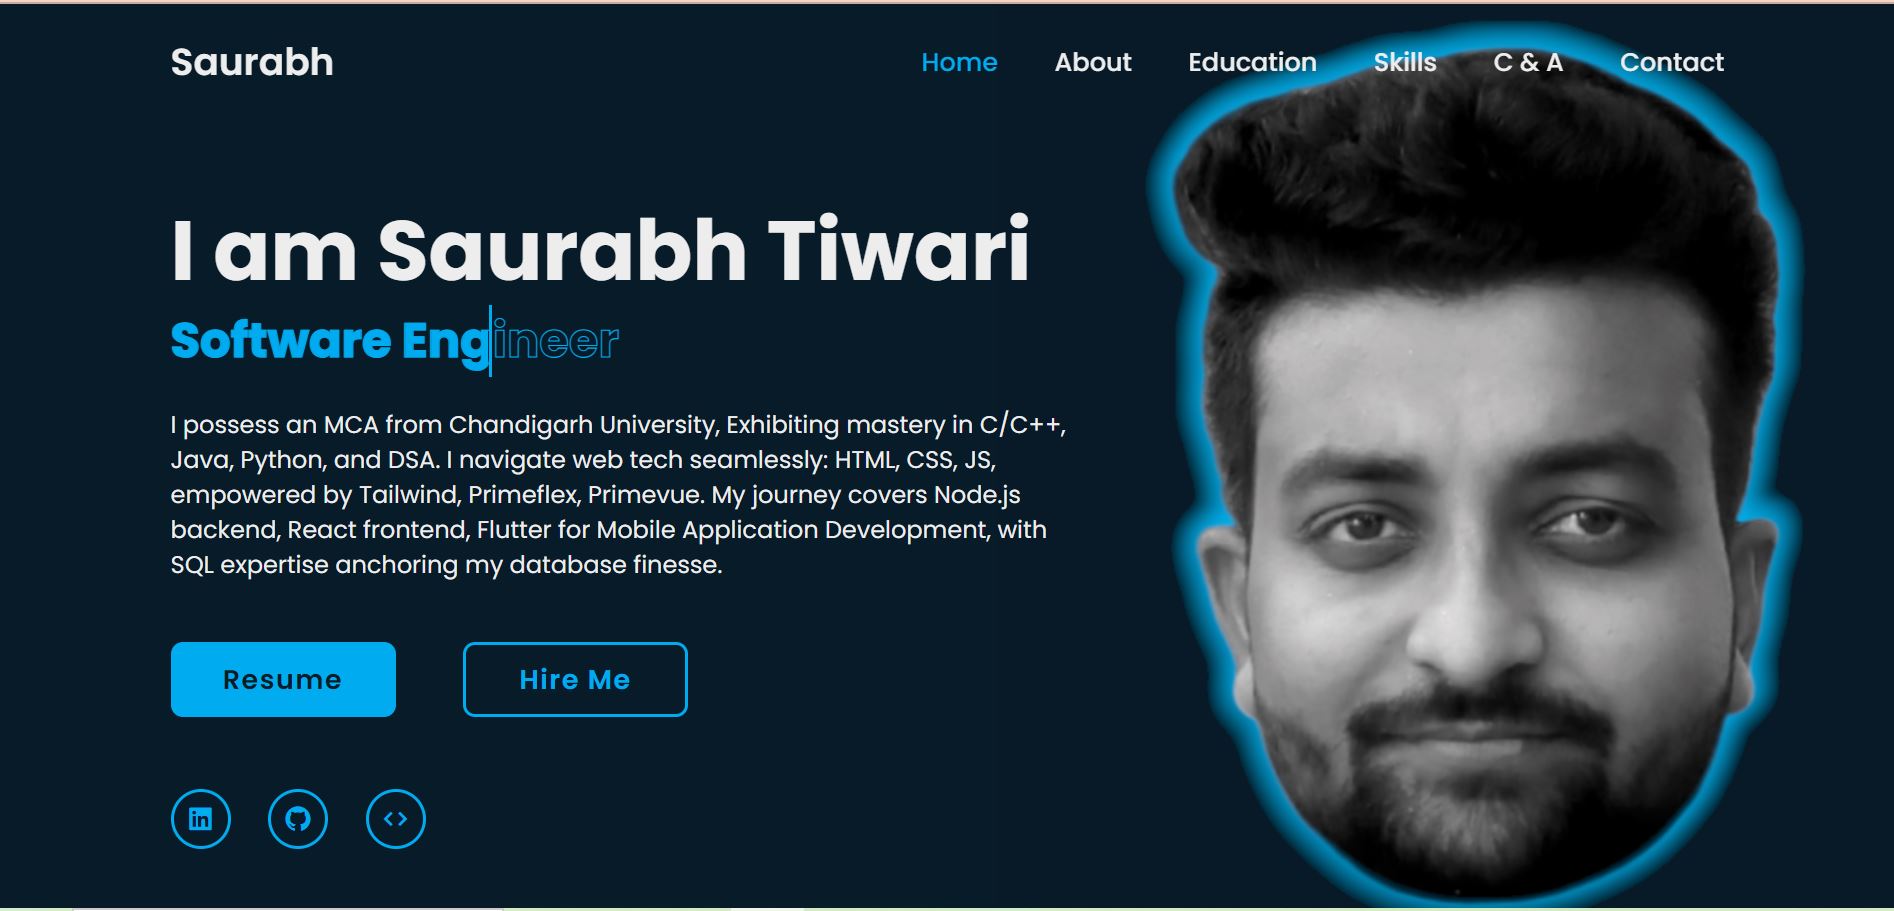 Saurabh
Home About Education Skills C & A Contact
I am Saurabh Tiwari
Software Engineer
I possess an MCA from Chandigarh University, Exhibiting mastery in C/C++,
Java, Python, and DSA. I navigate web tech seamlessly: HTML, CSS, JS,
empowered by Tailwind, Primeflex, Primevue. My journey covers Node.js
backend, React frontend, Flutter for Mobile Application Development, with
SQL expertise anchoring my database finesse.
Resume
Hire Me
in